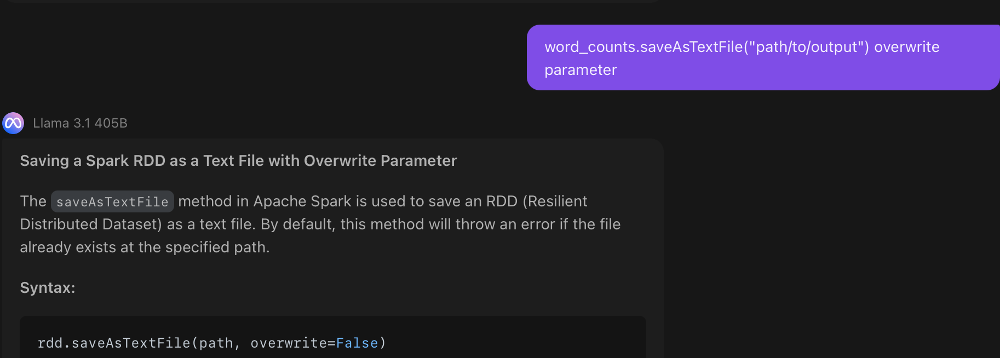 word_counts.saveAsTextFile("path/to/output") overwrite
parameter
Llama 3.1 405B
Saving a Spark RDD as a Text File with Overwrite Parameter
The saveAsTextFile method in Apache Spark is used to save an RDD (Resilient
Distributed Dataset) as a text file. By default, this method will throw an error if the file
already exists at the specified path.
Syntax:
rdd.saveAsTextFile(path, overwrite=False)